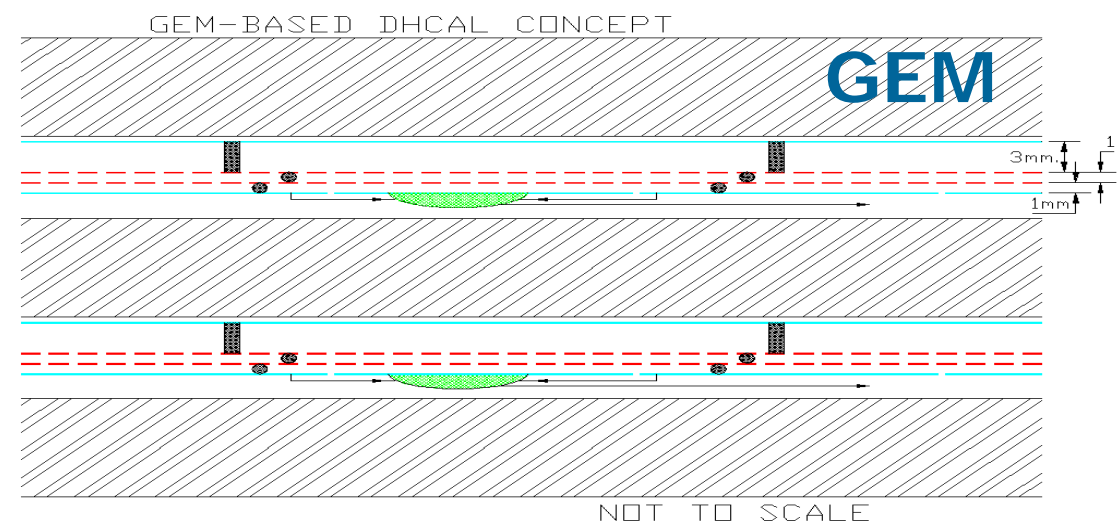 GEM-BASED DHCAL CONCEPT
GEM
1
3mm.
1mm
NOT TO SCALE